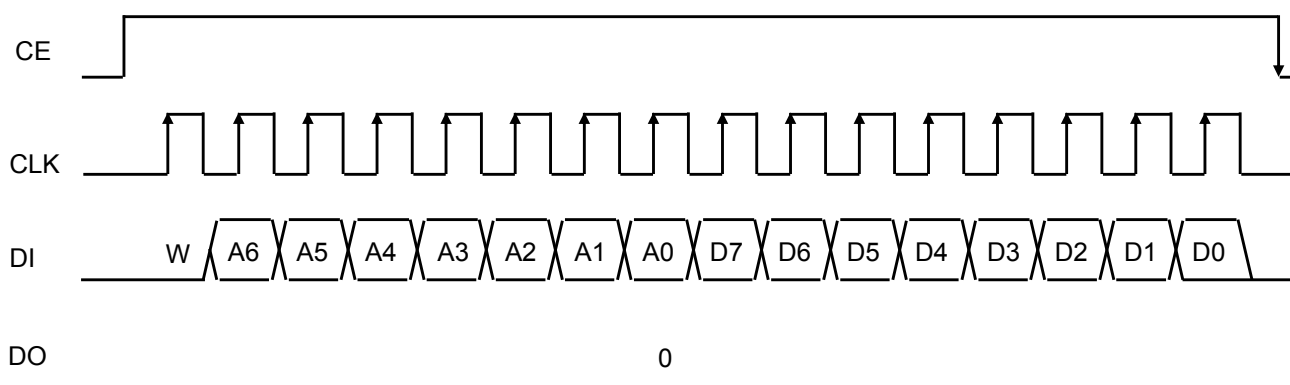 CE
CLK
DI W A6 A5 A4 A3 A2 A1 A0 D7 D6 D5 D4 D3 D2 D1 D0
DO 0